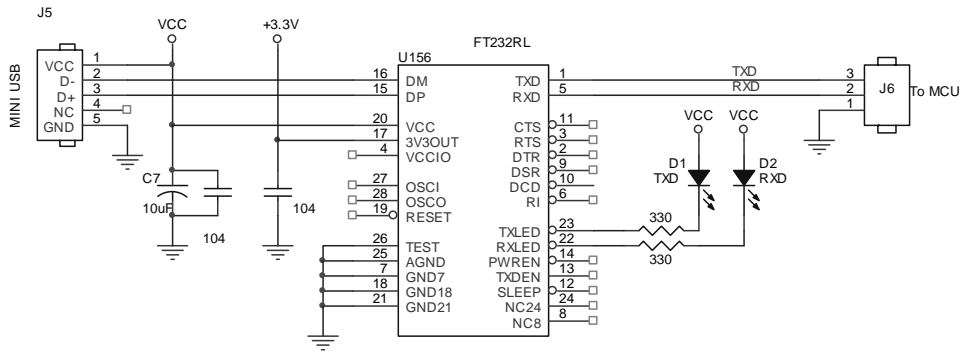 J5
MINI USB
VCC
D-
D+
NC
GND
1
2
3
4
5
VCC
+3.3V
C7
10uF
104
104
U156
FT232RL
16 DM
15 DP
20 VCC
17 3V3OUT
4 VCCIO
27 OSCI
28 OSCO
19 RESET
26 TEST
25 AGND
7 GND7
18 GND18
21 GND21
TXD 1
RXD 5
CTS 11
RTS 3
DTR 2
DSR 9
DCD 10
RI 6
TXLED 23
RXLED 22
PWREN 14
TXDEN 13
SLEEP 12
NC24 24
NC8 8
TXD
RXD
3
2
1
J6
To MCU
VCC
VCC
D1
TXD
D2
RXD
330
330